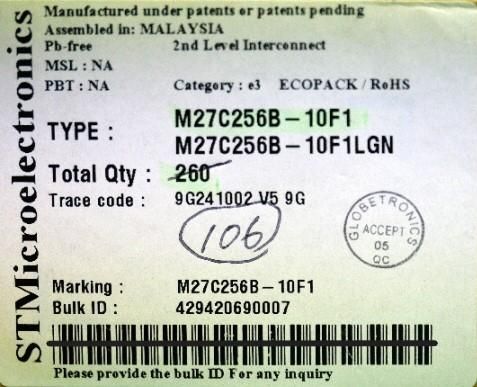 STMicroelectronics
Manufactured under patents or patents pending
Assembled in: MALAYSIA
Pb-free 2nd Level Interconnect
MSL : NA
PBT : NA Category : e3 ECOPACK / RoHS
TYPE : M27C256B-10F1
M27C256B-10F1LGN
Total Qty : 260
Trace code : 9G241002 V5 9G
106
GLOBETRONICS
ACCEPT
05
QC
Marking : M27C256B-10F1
Bulk ID : 429420690007
Please provide the bulk ID For any inquiry